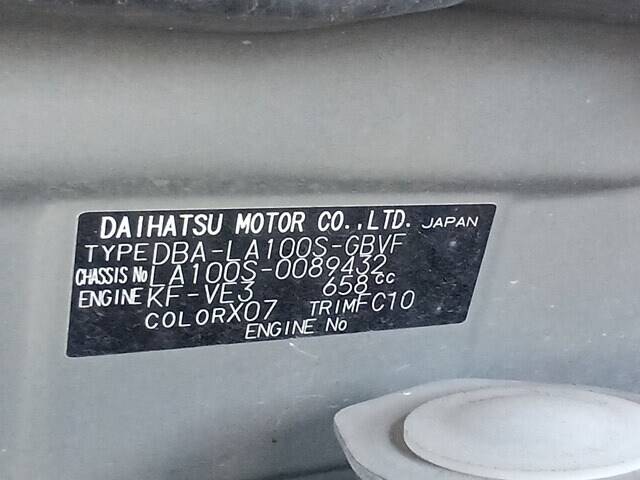 DAIHATSU MOTOR CO.,LTD. JAPAN
TYPE DBA-LA100S-GBVF
CHASSIS No LA100S-0089432
ENGINE KF-VE3 658cc
COLOR X07 TRIM FC10
ENGINE No